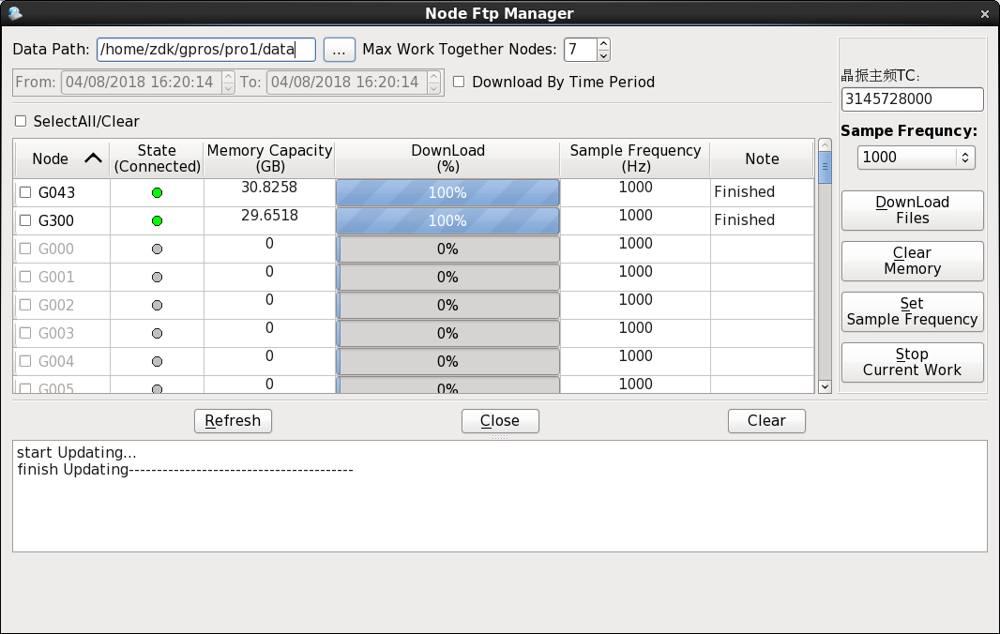 Node Ftp Manager
Data Path: /home/zdk/gpros/pro1/data ... Max Work Together Nodes: 7
From: 04/08/2018 16:20:14 To: 04/08/2018 16:20:14 Download By Time Period
SelectAll/Clear
Node State (Connected) Memory Capacity (GB) DownLoad (%) Sample Frequency (Hz) Note
G043 30.8258 100% 1000 Finished
G300 29.6518 100% 1000 Finished
G000 0 0% 1000
G001 0 0% 1000
G002 0 0% 1000
G003 0 0% 1000
G004 0 0% 1000
G005 0 0% 1000
晶振主频TC:
3145728000
Sampe Frequncy:
1000
DownLoad
Files
Clear
Memory
Set
Sample Frequency
Stop
Current Work
Refresh Close Clear
start Updating...
finish Updating----------------------------------------